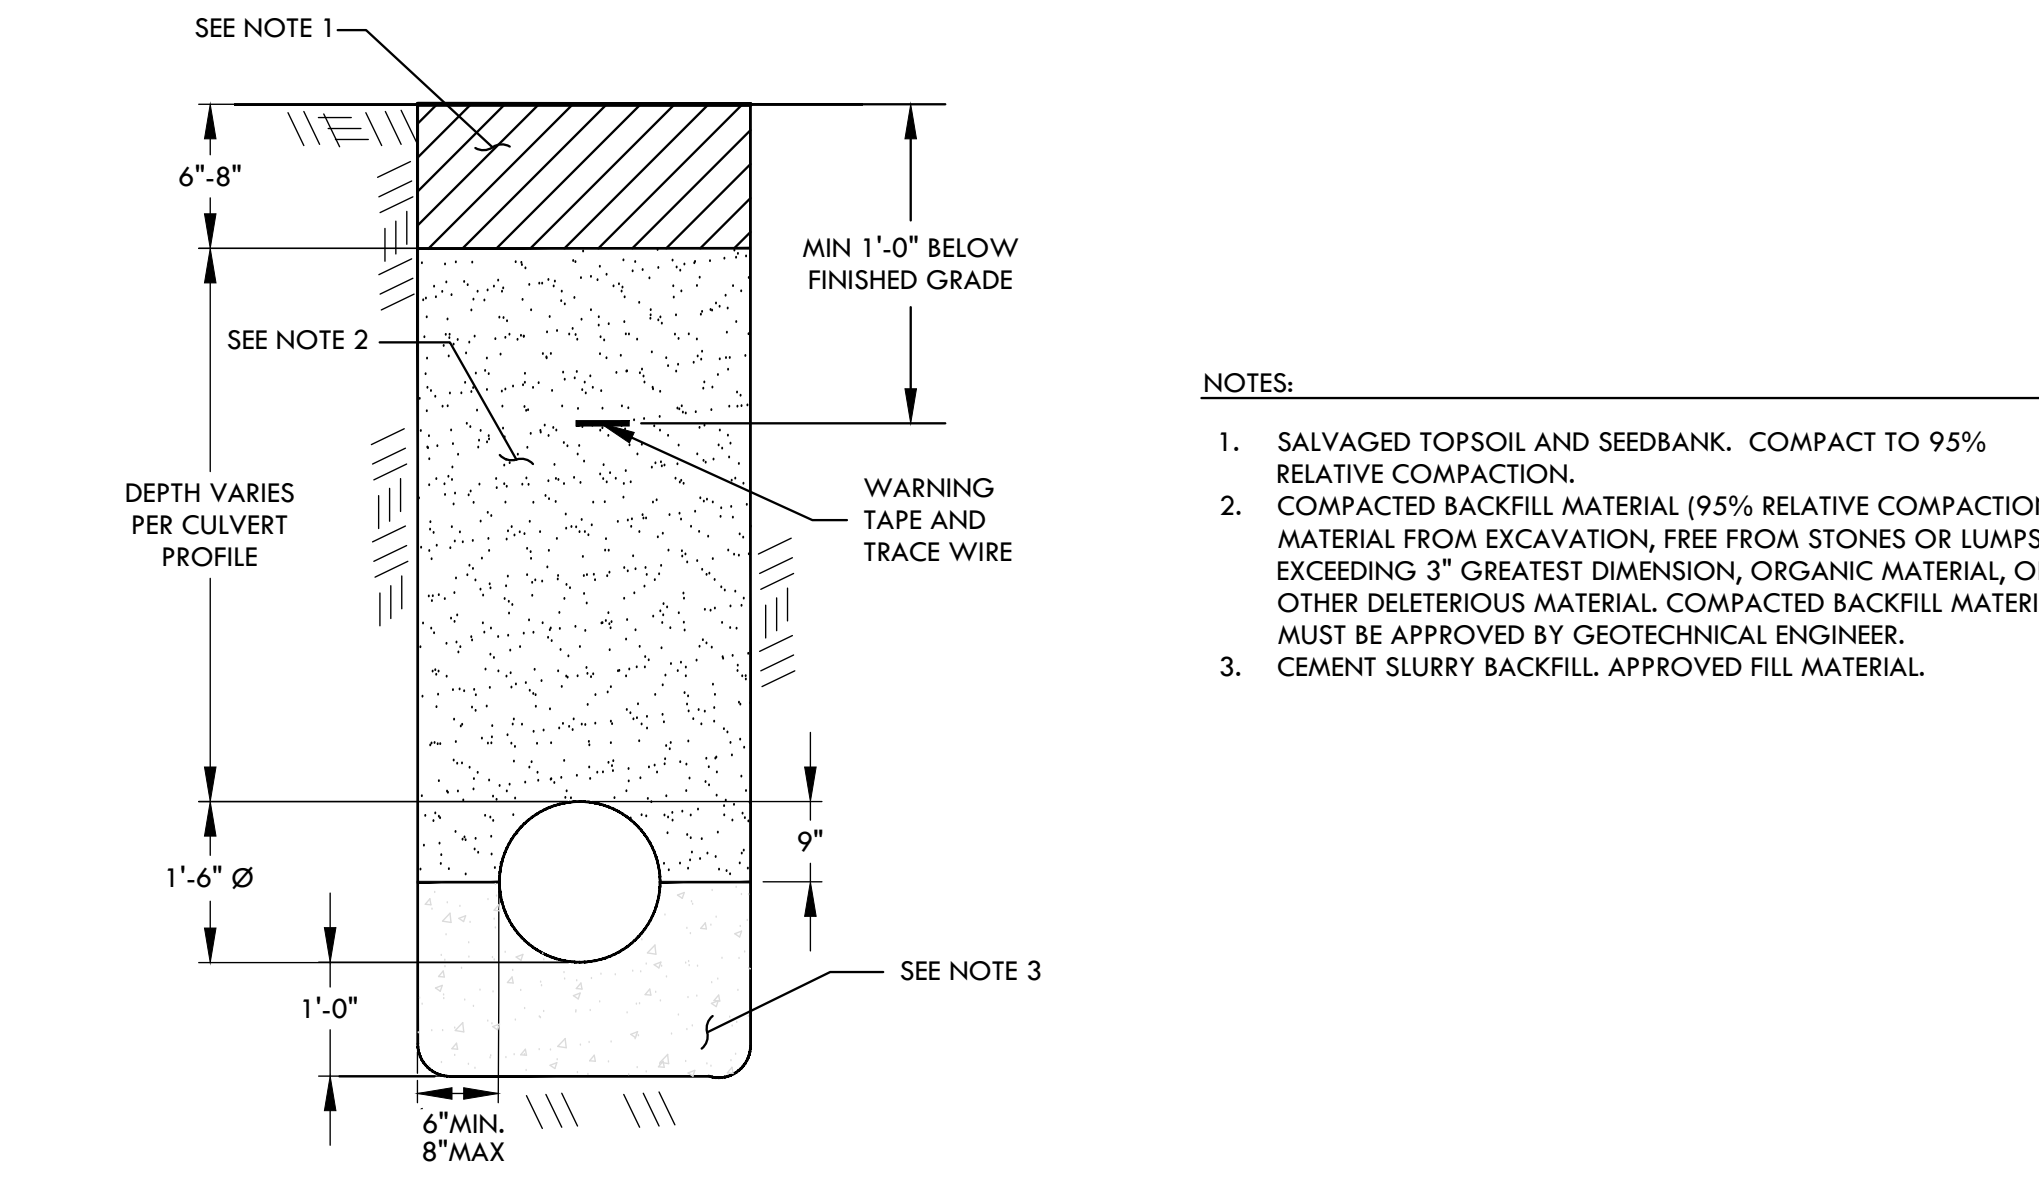 SEE NOTE 1
6"-8"
MIN 1'-0" BELOW
FINISHED GRADE
SEE NOTE 2
DEPTH VARIES
PER CULVERT
PROFILE
WARNING
TAPE AND
TRACE WIRE
9"
1'-6" Ø
SEE NOTE 3
1'-0"
6"MIN.
8"MAX
NOTES:
1. SALVAGED TOPSOIL AND SEEDBANK. COMPACT TO 95%
RELATIVE COMPACTION.
2. COMPACTED BACKFILL MATERIAL (95% RELATIVE
MATERIAL FROM EXCAVATION, FREE FROM STONES OR LUMPS
EXCEEDING 3" GREATEST DIMENSION, ORGANIC MATERIAL,
OTHER DELETERIOUS MATERIAL. COMPACTED BACKFILL
MUST BE APPROVED BY GEOTECHNICAL ENGINEER.
3. CEMENT SLURRY BACKFILL. APPROVED FILL MATERIAL.